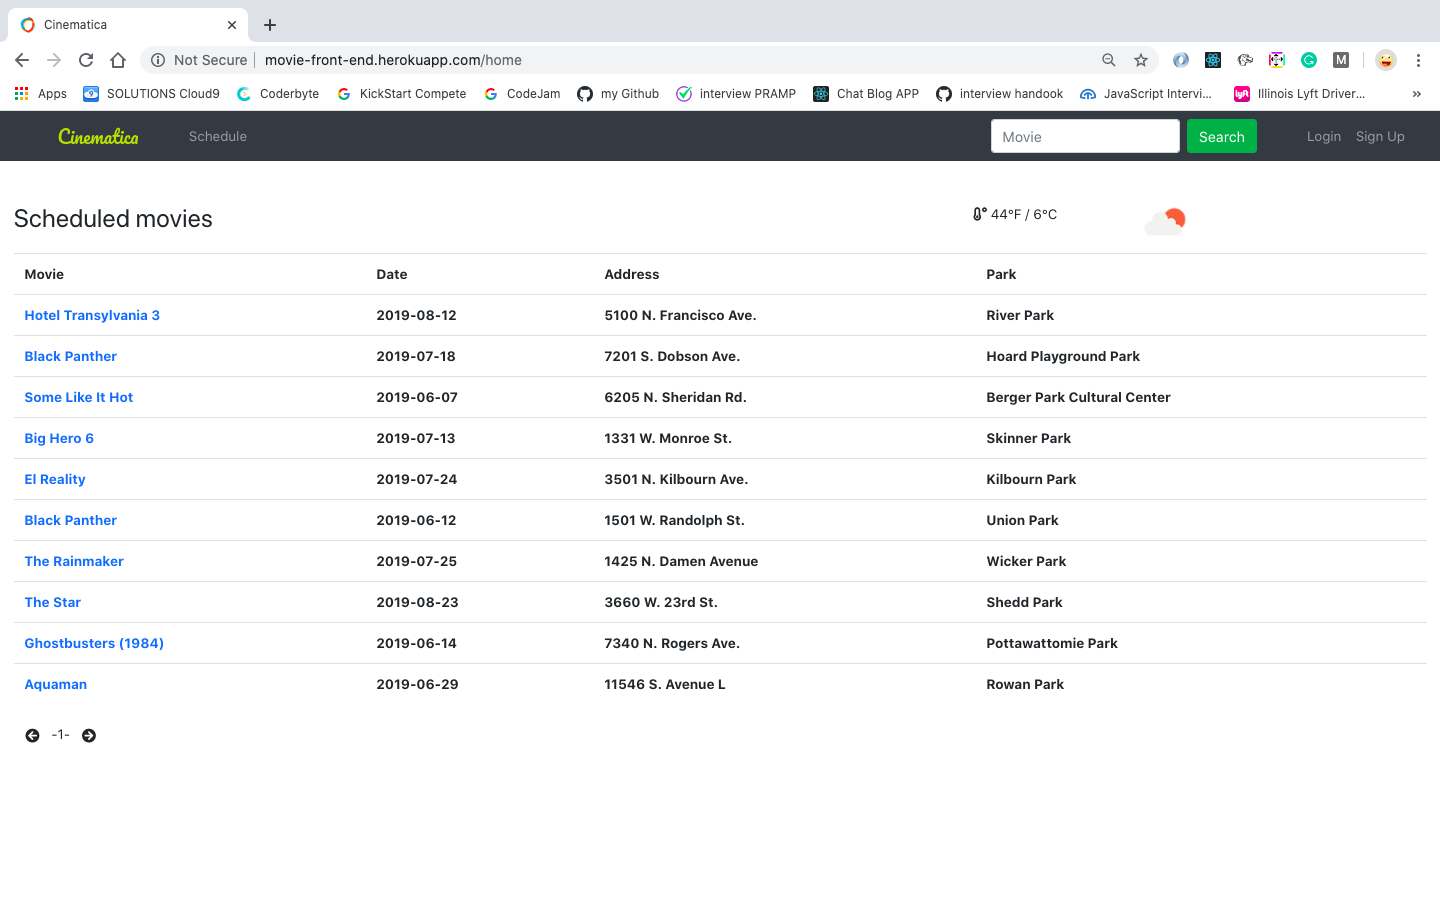 Cinematica
Not Secure movie-front-end.herokuapp.com/home
Apps SOLUTIONS Cloud9 Coderbyte KickStart Compete CodeJam my Github interview PRAMP Chat Blog APP interview handook JavaScript Intervi... Illinois Lyft Driver... »
Cinematica Schedule Movie Search Login Sign Up
Scheduled movies 44°F / 6°C
Movie Date Address Park
Hotel Transylvania 3 2019-08-12 5100 N. Francisco Ave. River Park
Black Panther 2019-07-18 7201 S. Dobson Ave. Hoard Playground Park
Some Like It Hot 2019-06-07 6205 N. Sheridan Rd. Berger Park Cultural Center
Big Hero 6 2019-07-13 1331 W. Monroe St. Skinner Park
El Reality 2019-07-24 3501 N. Kilbourn Ave. Kilbourn Park
Black Panther 2019-06-12 1501 W. Randolph St. Union Park
The Rainmaker 2019-07-25 1425 N. Damen Avenue Wicker Park
The Star 2019-08-23 3660 W. 23rd St. Shedd Park
Ghostbusters (1984) 2019-06-14 7340 N. Rogers Ave. Pottawattomie Park
Aquaman 2019-06-29 11546 S. Avenue L Rowan Park
-1-